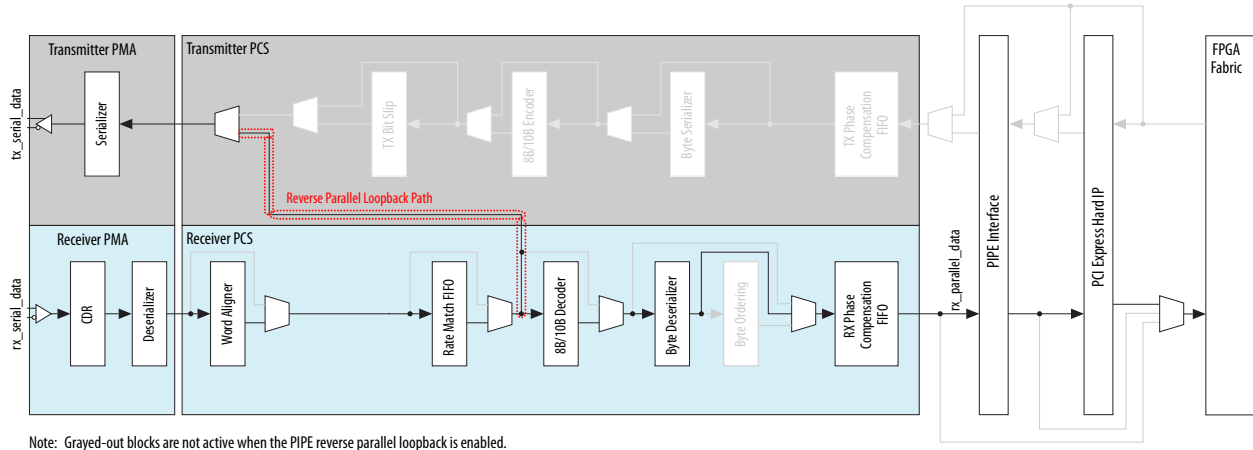 Transmitter PMA
Transmitter PCS
FPGA
Fabric
tx_serial_data
Serializer
TX Bit Slip
8B/10B Encoder
Byte Serializer
TX Phase
Compensation
FIFO
Reverse Parallel Loopback Path
PIPE Interface
PCI Express Hard IP
Receiver PMA
Receiver PCS
rx_serial_data
CDR
Deserializer
Word Aligner
Rate Match FIFO
8B/10B Decoder
Byte Deserializer
Byte Ordering
RX Phase
Compensation
FIFO
rx_parallel_data
Note: Grayed-out blocks are not active when the PIPE reverse parallel loopback is enabled.